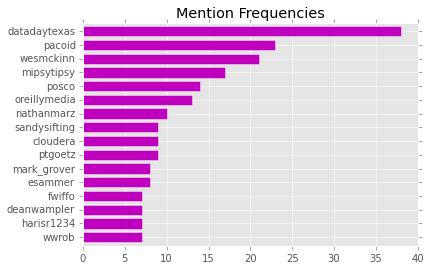 Mention Frequencies
datadaytexas
pacoid
wesmckinn
mipsytipsy
posco
oreillymedia
nathanmarz
sandysifting
cloudera
ptgoetz
mark_grover
esammer
fwiffo
deanwampler
harisr1234
wwrob
0 5 10 15 20 25 30 35 40